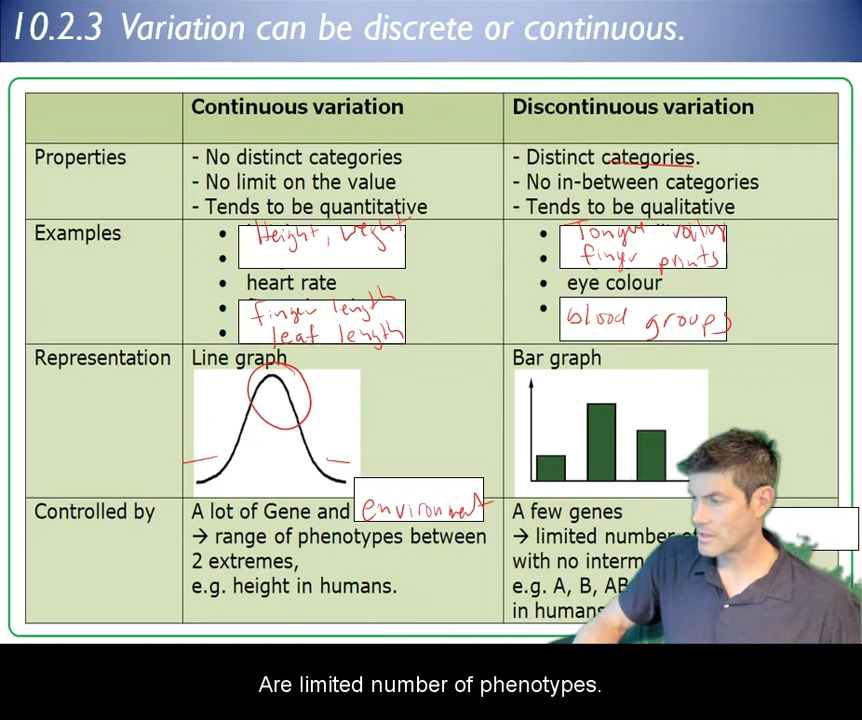 10.2.3 Variation can be discrete or continuous.
Continuous variation
Discontinuous variation
Properties
- No distinct categories
- No limit on the value
- Tends to be quantitative
- Distinct categories.
- No in-between categories
- Tends to be qualitative
Examples
• Height, weight
•
• heart rate
• finger length
• leaf length
• Tongue rolling
• finger prints
• eye colour
• blood groups
Representation
Line graph
Bar graph
Controlled by
A lot of Gene and environment
→ range of phenotypes between
2 extremes,
e.g. height in humans.
A few genes
→ limited number
with no
e.g. A, B, AB
in humans
Are limited number of phenotypes.